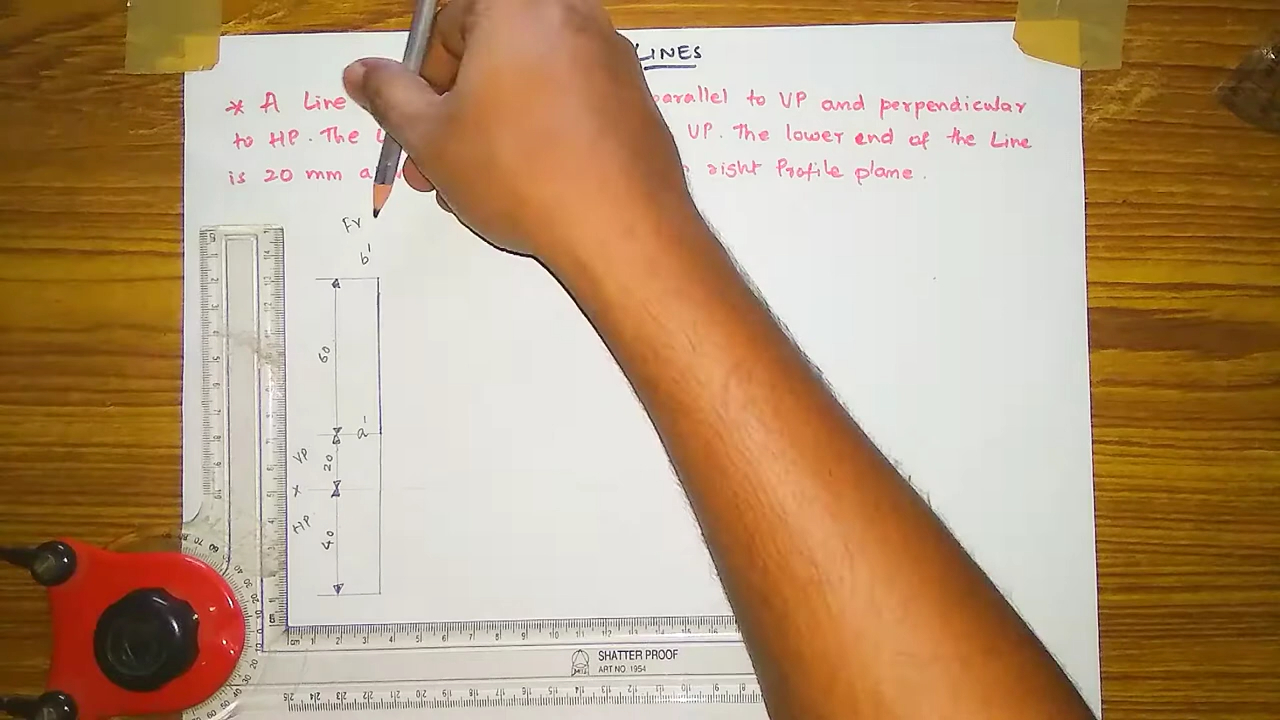 LINES
* A Line parallel to VP and perpendicular
to HP. The VP. The lower end of the Line
is 20 mm right Profile plane.
FV
b'
60
a'
VP
20
X
HP
40
SHATTER PROOF
ART NO. 1954